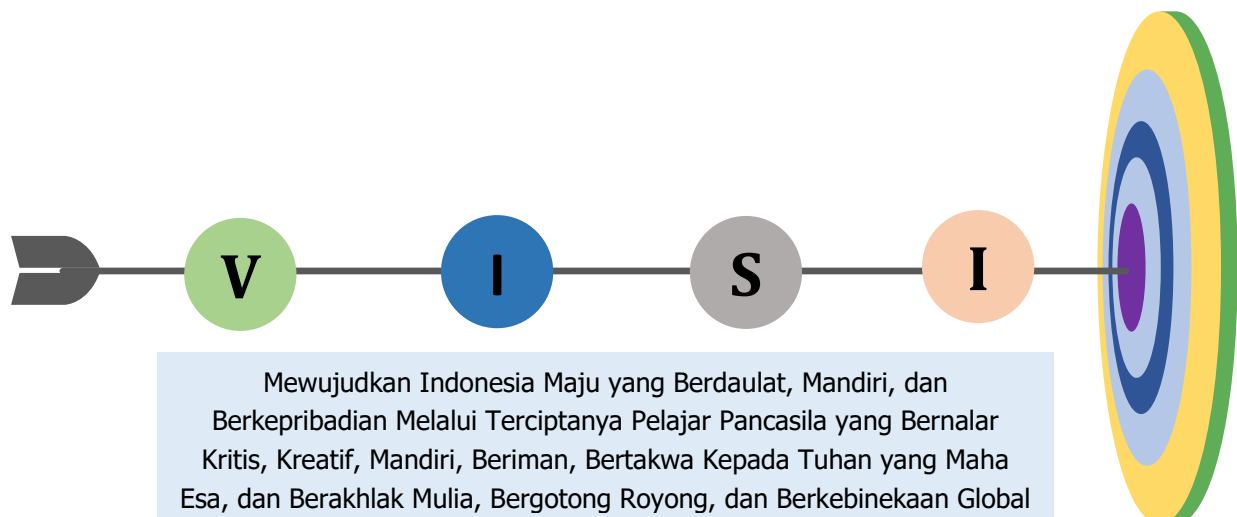 V I S I
Mewujudkan Indonesia Maju yang Berdaulat, Mandiri, dan
Berkepribadian Melalui Terciptanya Pelajar Pancasila yang Bernalar
Kritis, Kreatif, Mandiri, Beriman, Bertakwa Kepada Tuhan yang Maha
Esa, dan Berakhlak Mulia, Bergotong Royong, dan Berkebinekaan Global